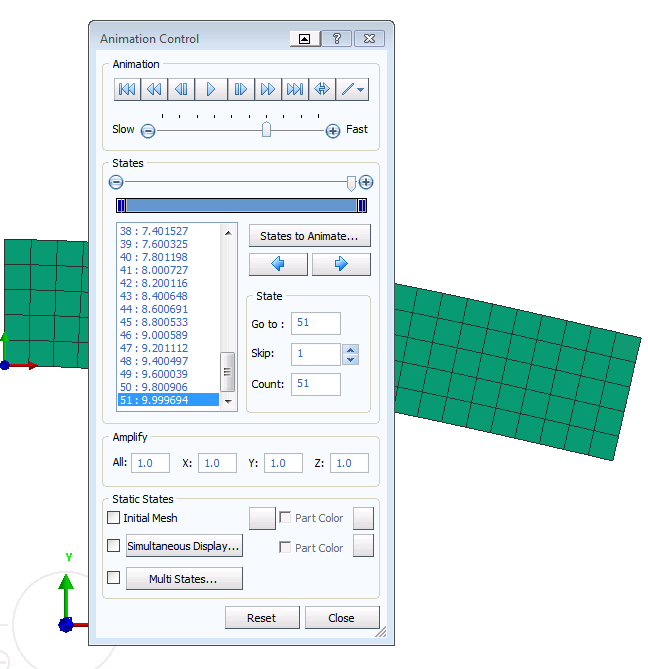 Animation Control
?
Animation
Slow
Fast
States
38 : 7.401527
39 : 7.600325
40 : 7.801198
41 : 8.000727
42 : 8.200116
43 : 8.400648
44 : 8.600691
45 : 8.800533
46 : 9.000589
47 : 9.201112
48 : 9.400497
49 : 9.600039
50 : 9.800906
51 : 9.999694
States to Animate...
State
Go to : 51
Skip: 1
Count: 51
Amplify
All: 1.0 X: 1.0 Y: 1.0 Z: 1.0
Static States
Initial Mesh Part Color
Simultaneous Display... Part Color
Multi States...
Reset Close
Y